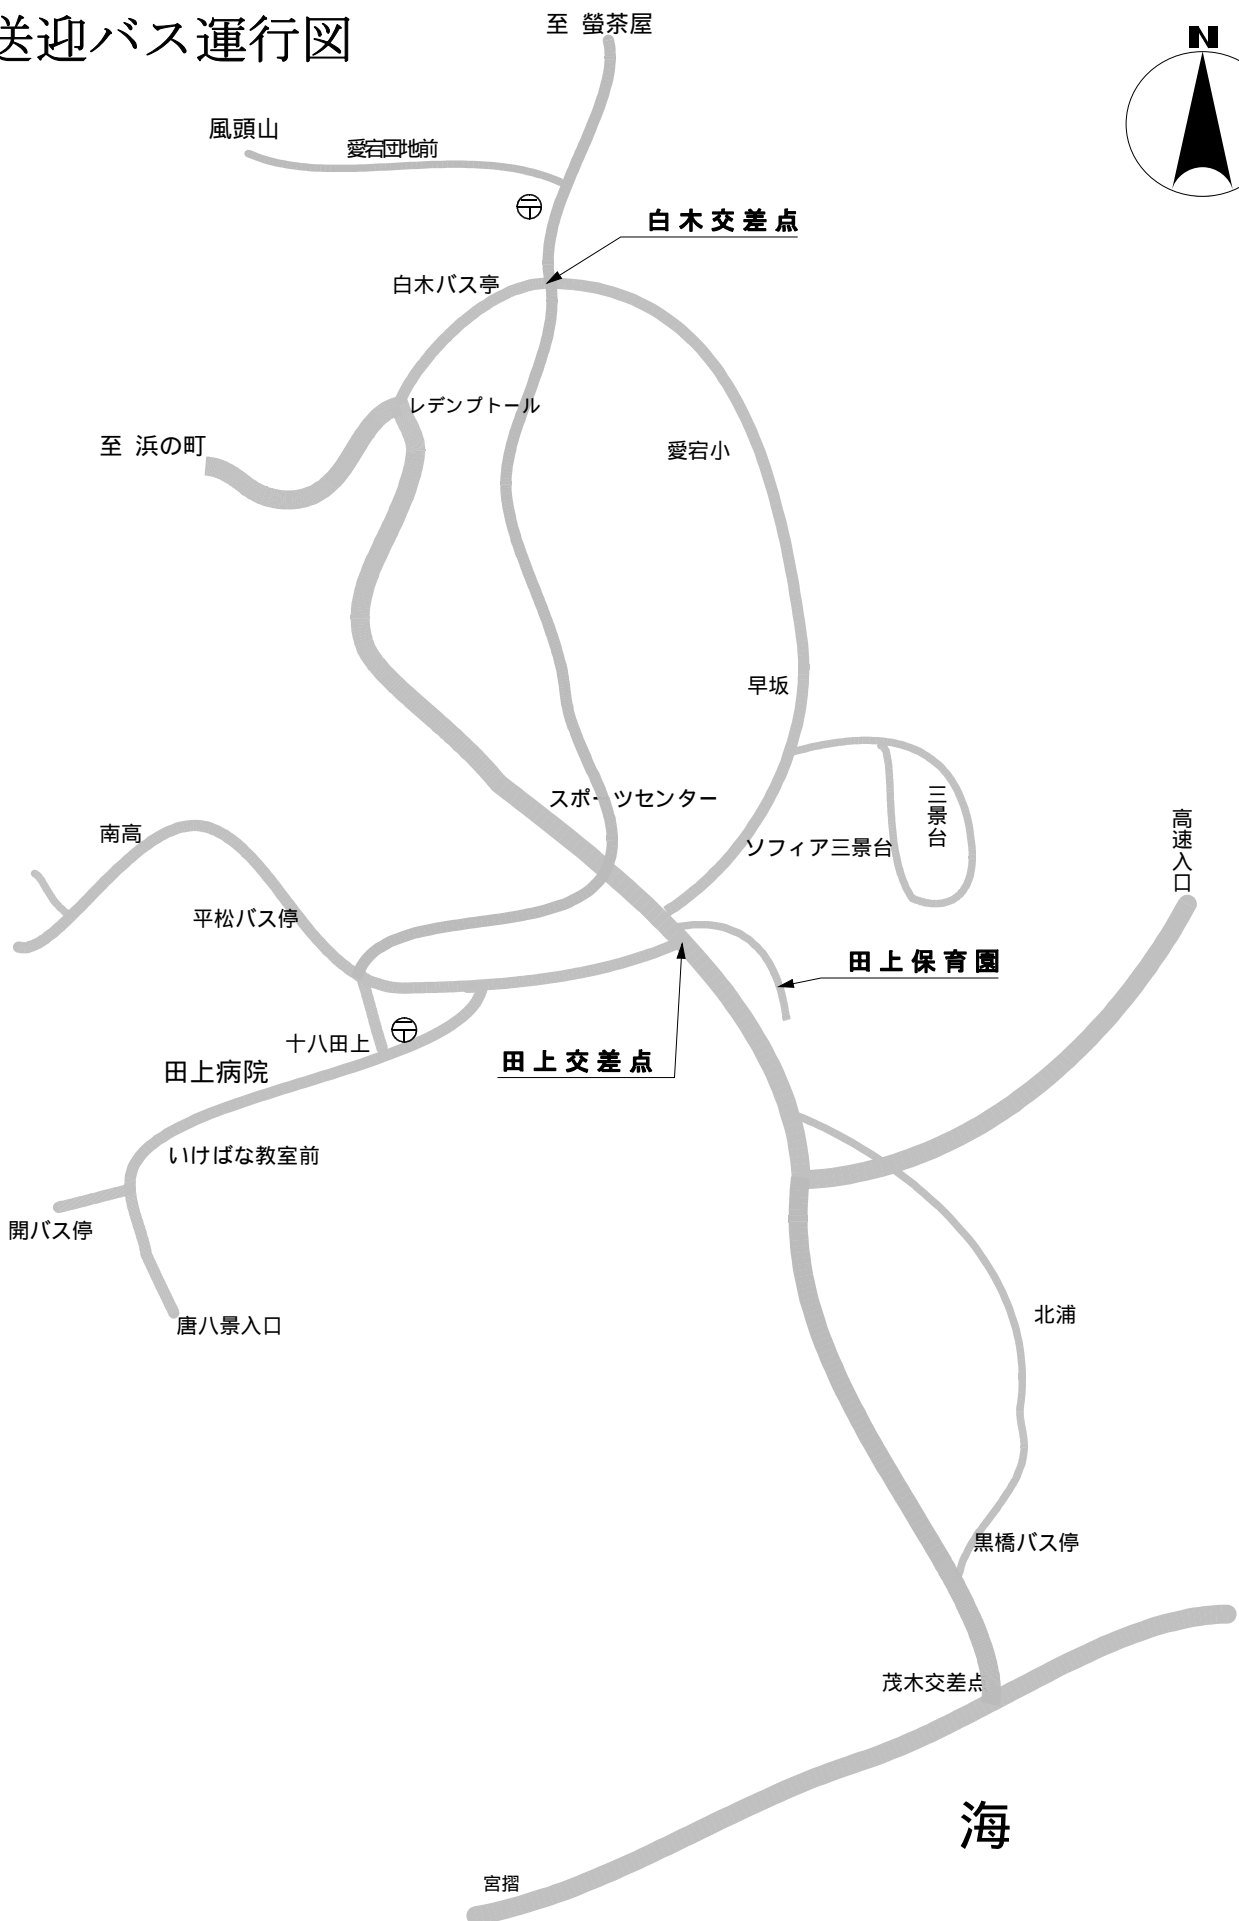 送迎バス運行図
至 螢茶屋
N
風頭山
愛宕団地前
白木交差点
白木バス亭
レデンプトール
至 浜の町
愛宕小
早坂
スポーツセンター
三景台
ソフィア三景台
高速入口
南高
平松バス停
田上保育園
十八田上
田上交差点
田上病院
いけばな教室前
開バス停
唐八景入口
北浦
黒橋バス停
茂木交差点
海
宮摺